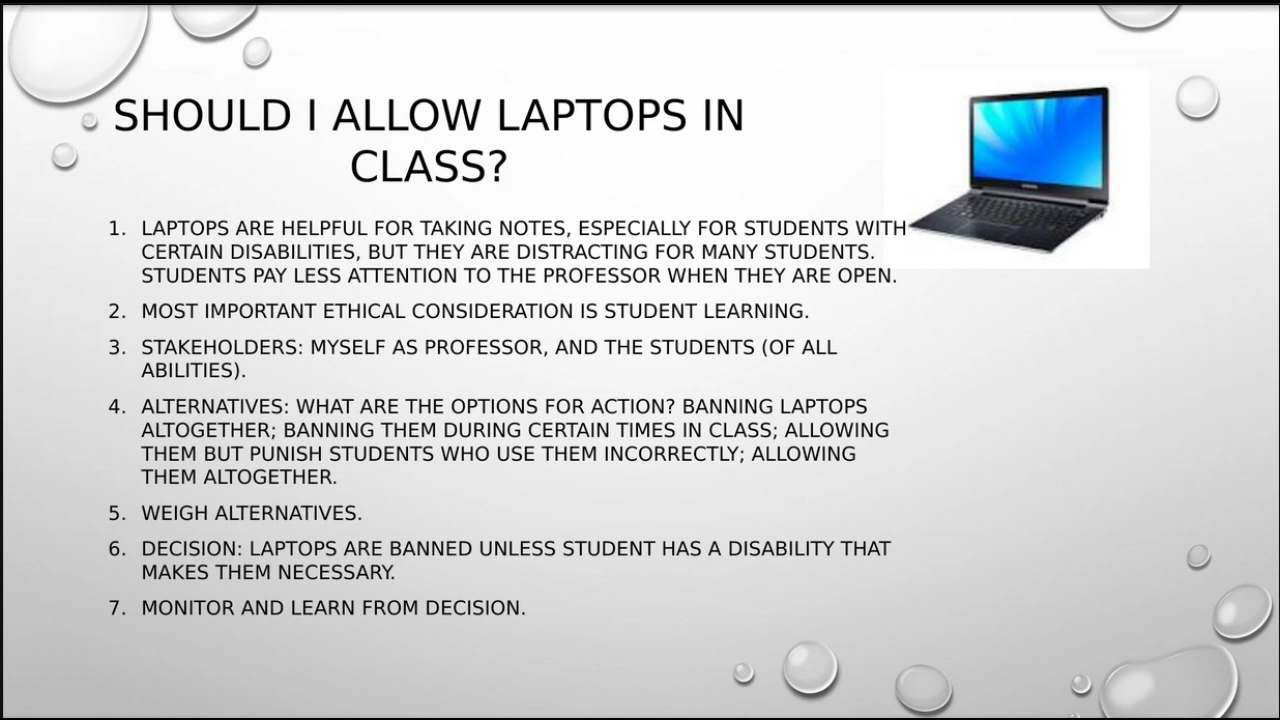 SHOULD I ALLOW LAPTOPS IN
CLASS?
1. LAPTOPS ARE HELPFUL FOR TAKING NOTES, ESPECIALLY FOR STUDENTS WITH
CERTAIN DISABILITIES, BUT THEY ARE DISTRACTING FOR MANY STUDENTS.
STUDENTS PAY LESS ATTENTION TO THE PROFESSOR WHEN THEY ARE OPEN.
2. MOST IMPORTANT ETHICAL CONSIDERATION IS STUDENT LEARNING.
3. STAKEHOLDERS: MYSELF AS PROFESSOR, AND THE STUDENTS (OF ALL
ABILITIES).
4. ALTERNATIVES: WHAT ARE THE OPTIONS FOR ACTION? BANNING LAPTOPS
ALTOGETHER; BANNING THEM DURING CERTAIN TIMES IN CLASS; ALLOWING
THEM BUT PUNISH STUDENTS WHO USE THEM INCORRECTLY; ALLOWING
THEM ALTOGETHER.
5. WEIGH ALTERNATIVES.
6. DECISION: LAPTOPS ARE BANNED UNLESS STUDENT HAS A DISABILITY THAT
MAKES THEM NECESSARY.
7. MONITOR AND LEARN FROM DECISION.